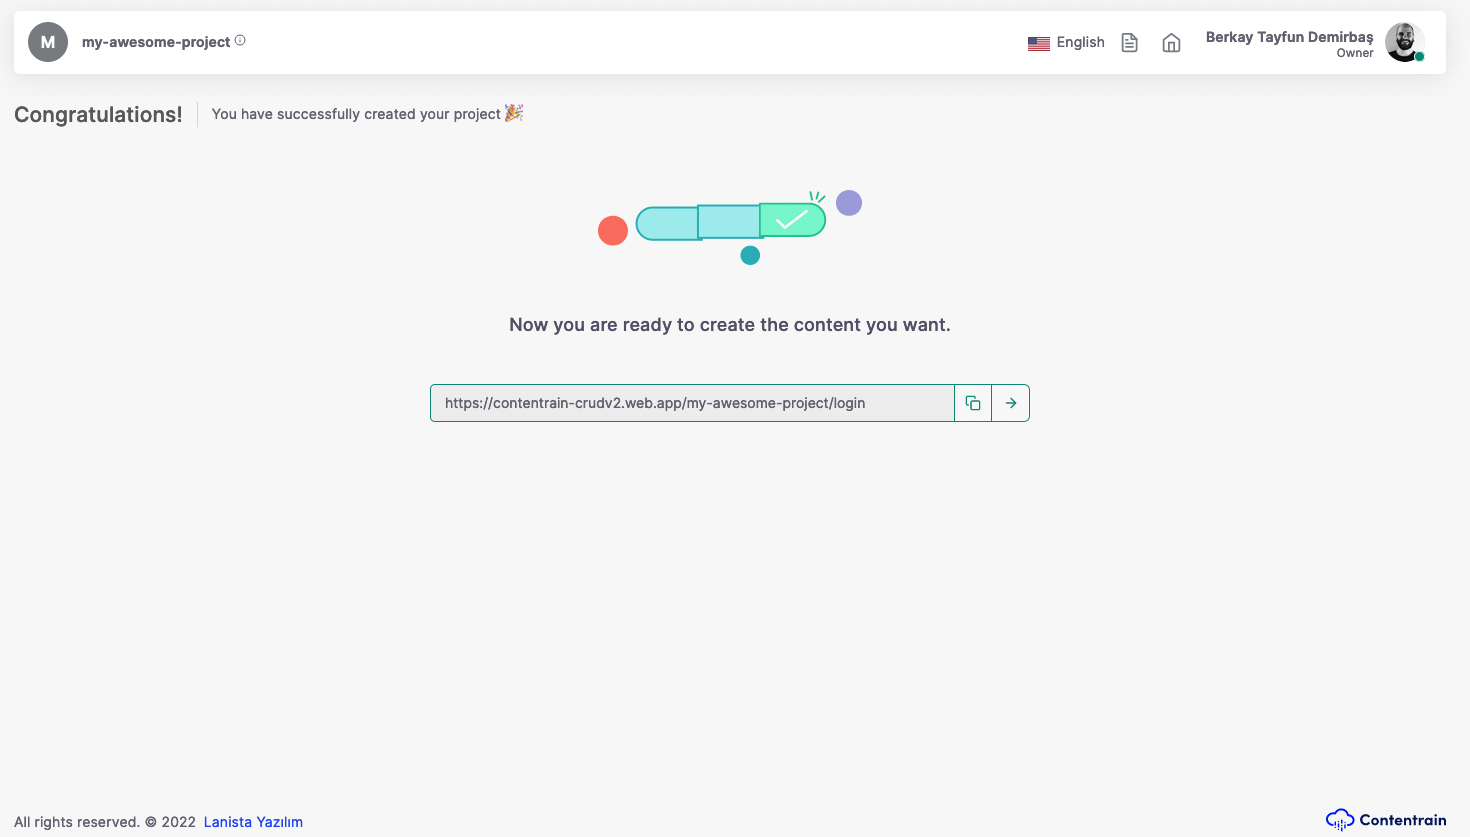 M
my-awesome-project
English
Berkay Tayfun Demirbaş
Owner
Congratulations!
You have successfully created your project
Now you are ready to create the content you want.
https://contentrain-crudv2.web.app/my-awesome-project/login
All rights reserved. © 2022 Lanista Yazılım
Contentrain